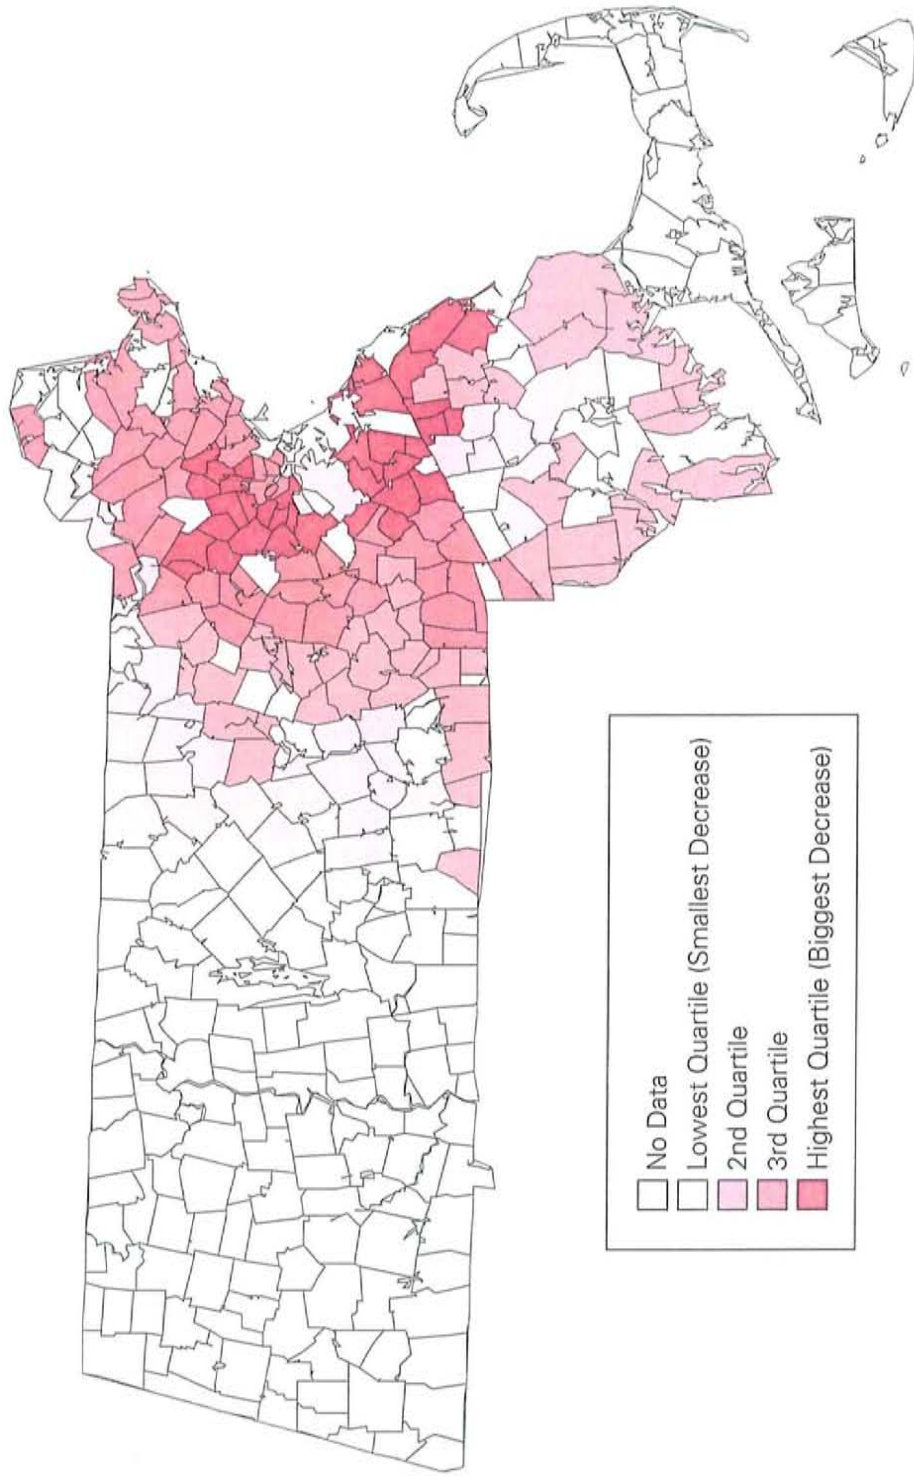 No Data
Lowest Quartile (Smallest Decrease)
2nd Quartile
3rd Quartile
Highest Quartile (Biggest Decrease)